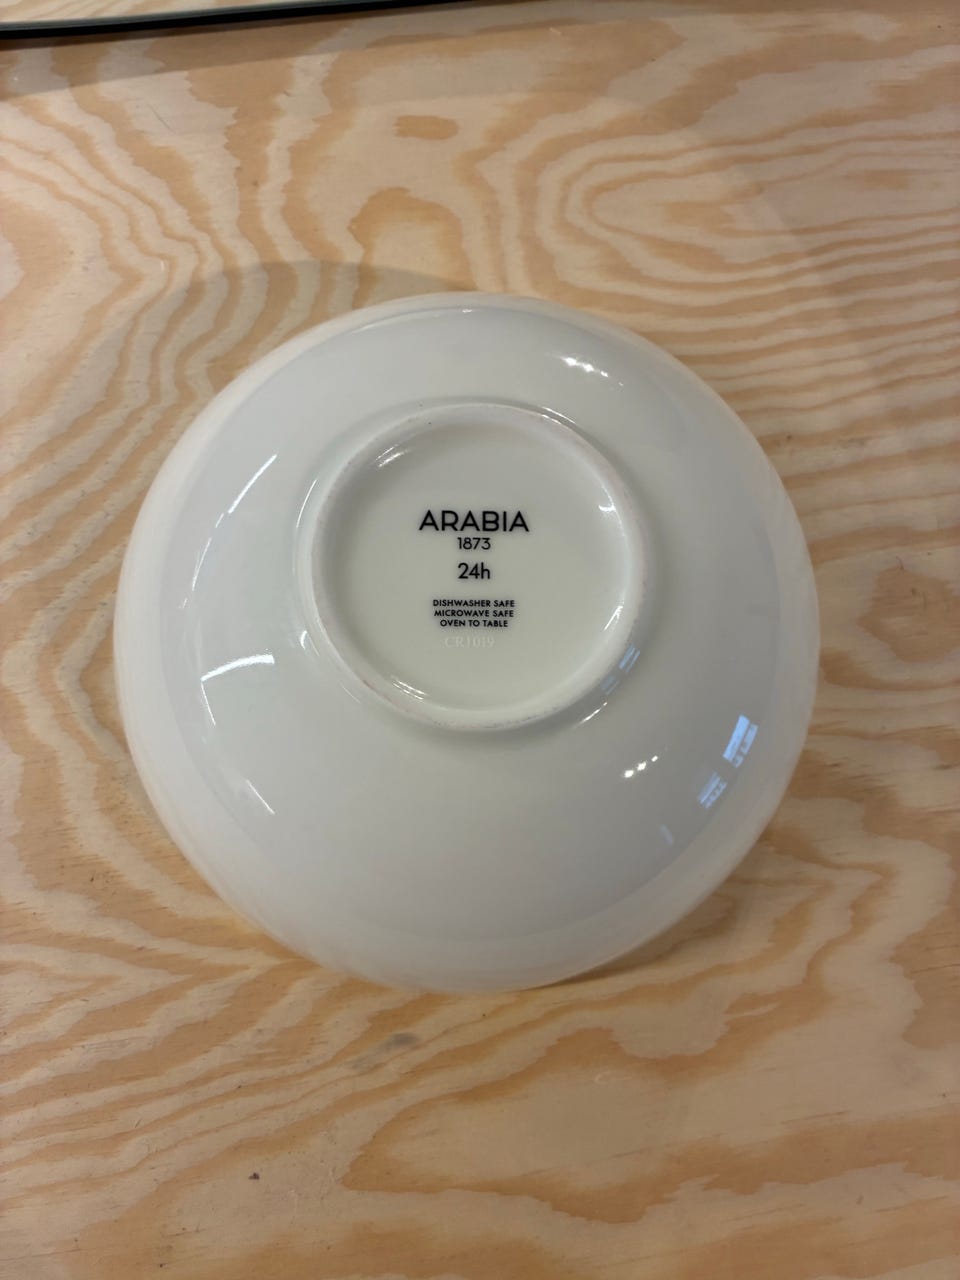 ARABIA
1873
24h
DISHWASHER SAFE
MICROWAVE SAFE
OVEN TO TABLE
CR1019